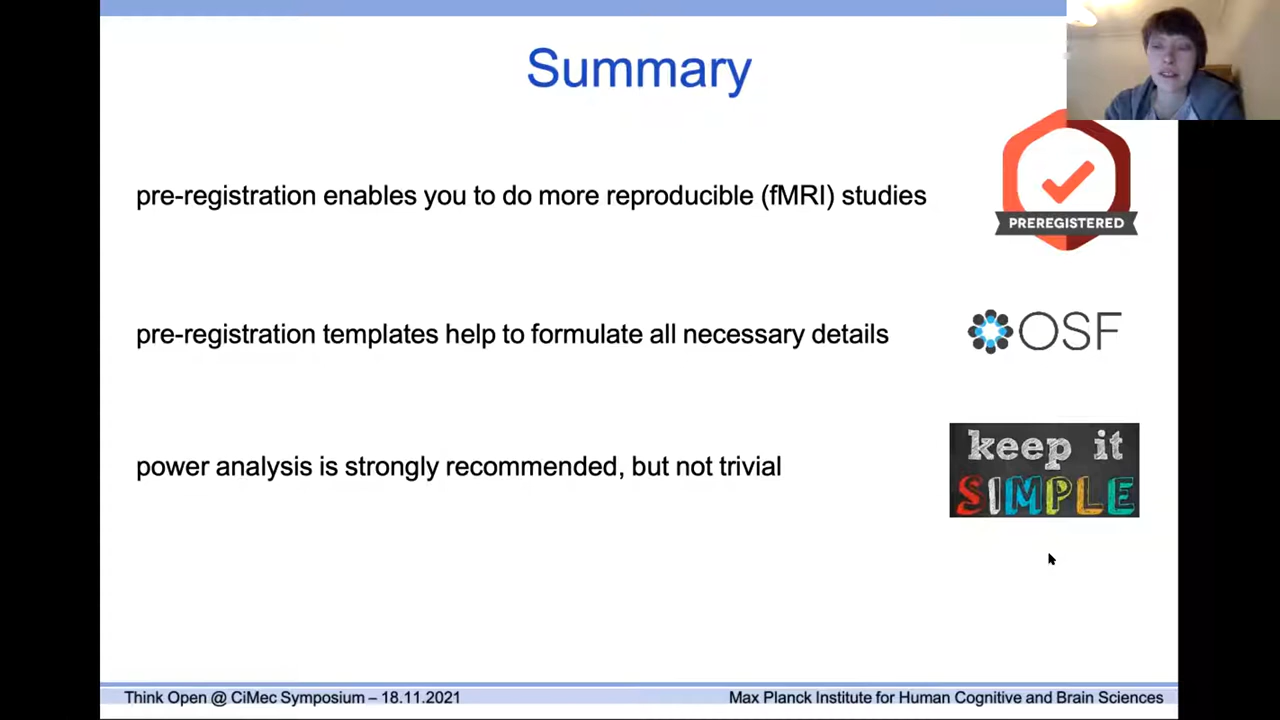 Summary
pre-registration enables you to do more reproducible (fMRI) studies
PREREGISTERED
pre-registration templates help to formulate all necessary details
OSF
power analysis is strongly recommended, but not trivial
keep it
SIMPLE
Think Open @ CiMec Symposium – 18.11.2021
Max Planck Institute for Human Cognitive and Brain Sciences